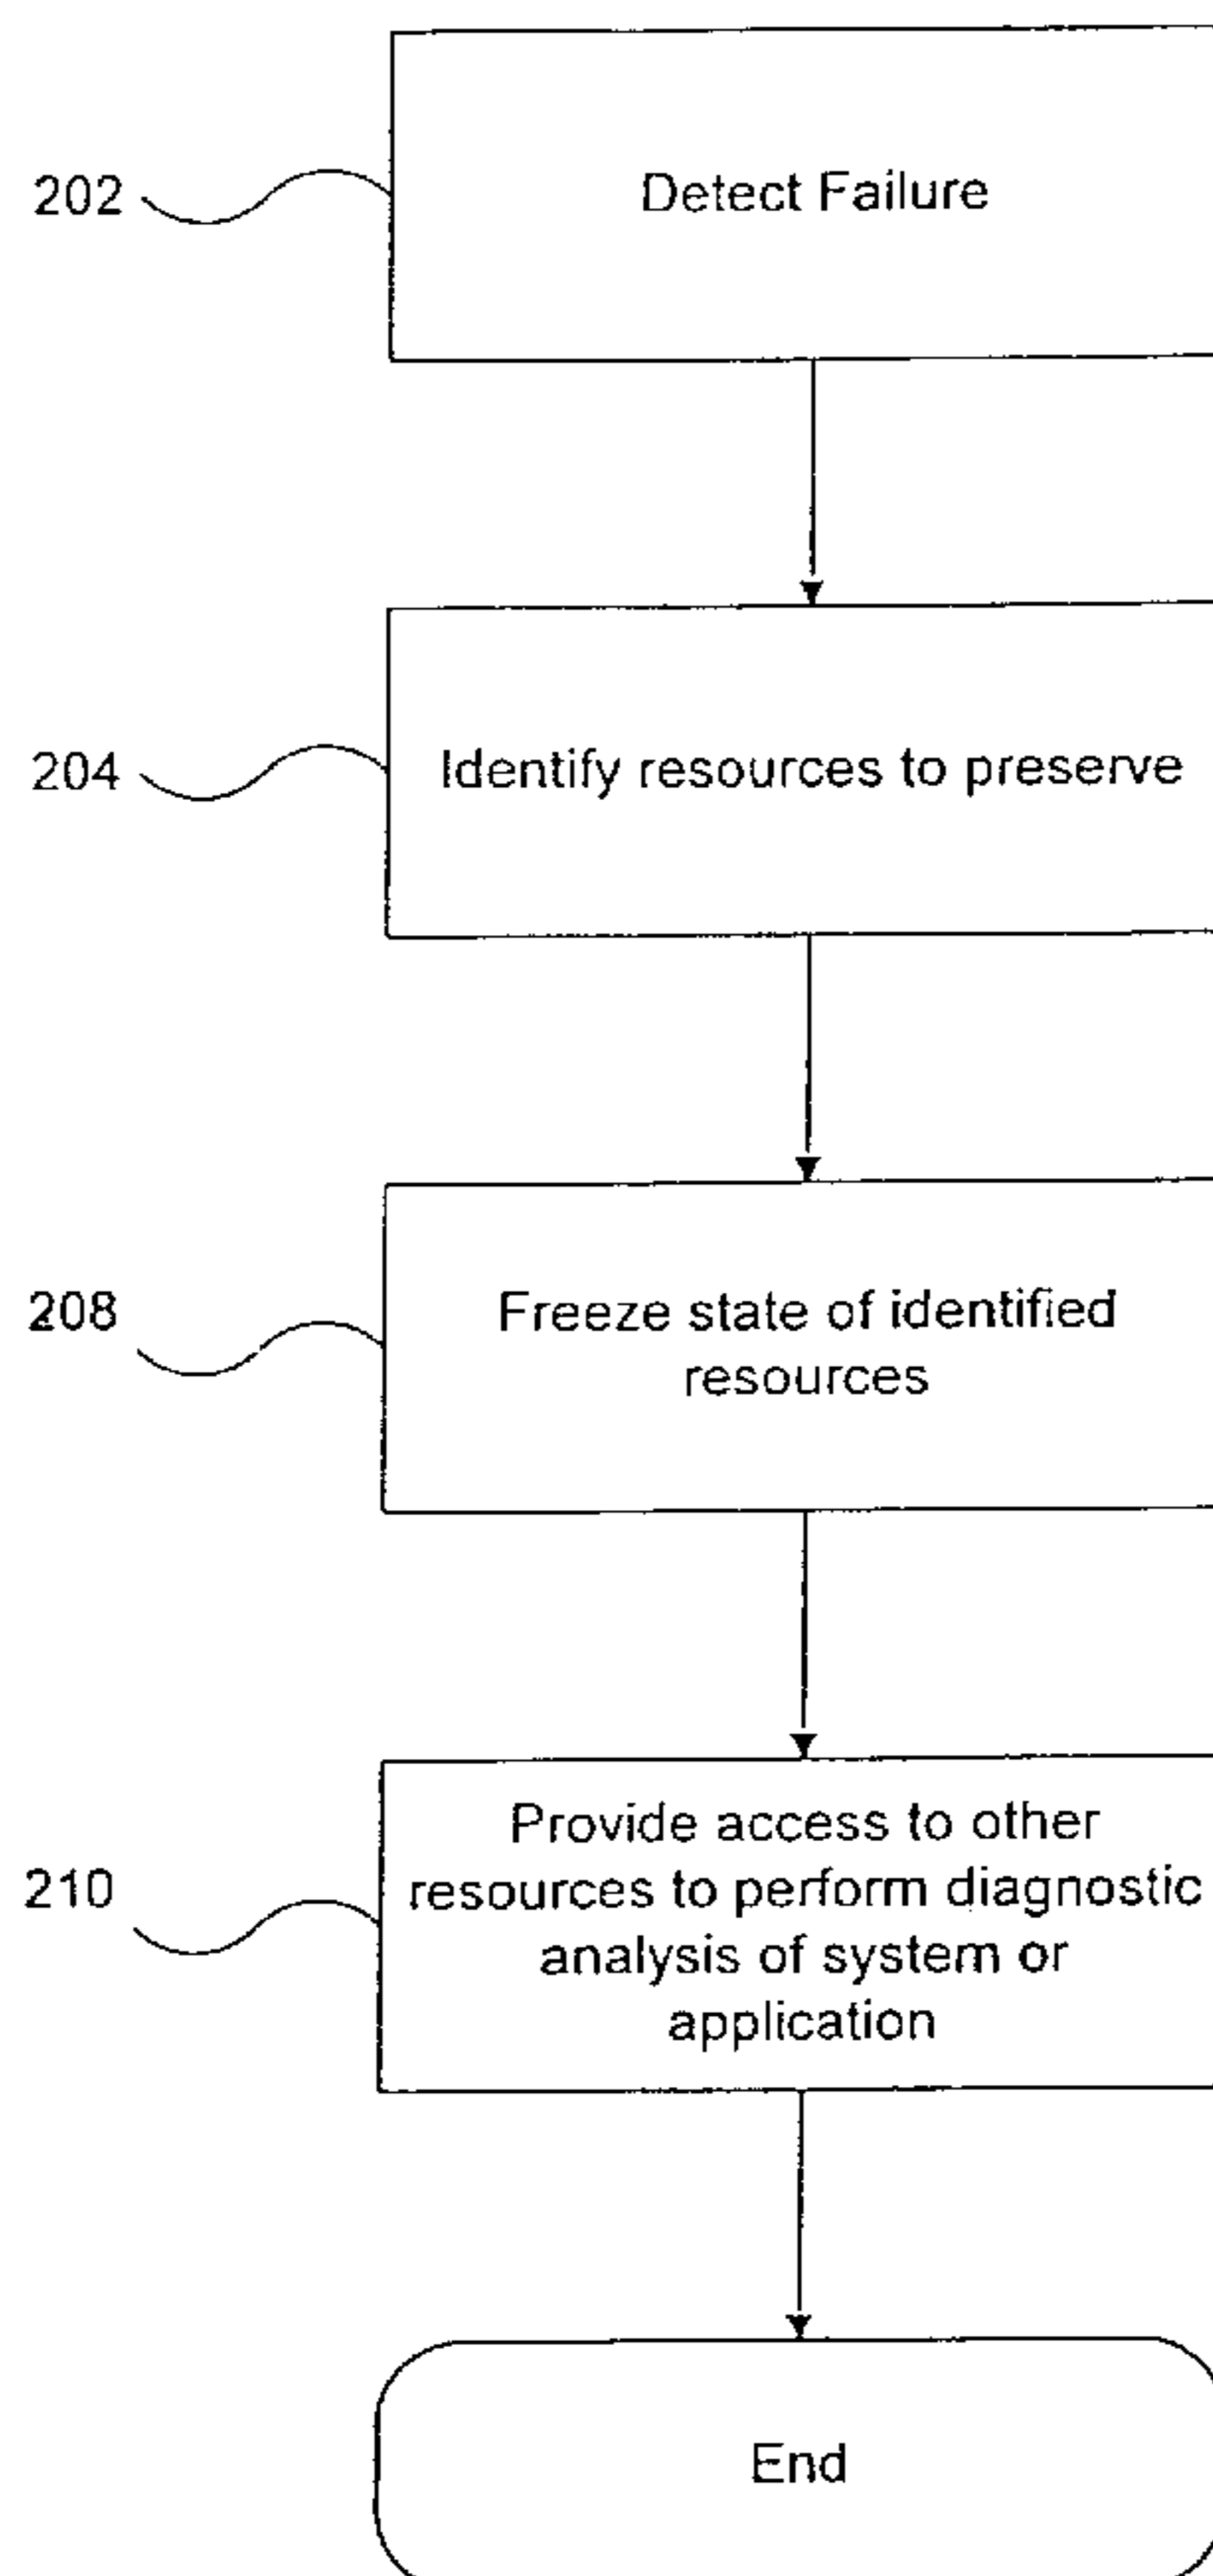 202
Detect Failure
204
Identify resources to preserve
208
Freeze state of identified
resources
210
Provide access to other
resources to perform diagnostic
analysis of system or
application
End